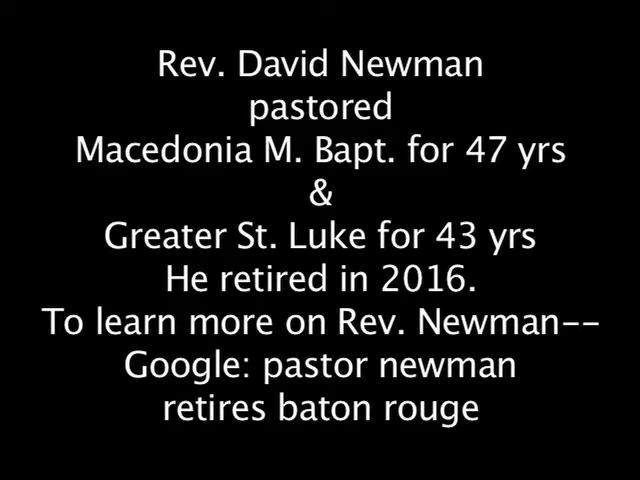 Rev. David Newman
pastored
Macedonia M. Bapt. for 47 yrs
&
Greater St. Luke for 43 yrs
He retired in 2016.
To learn more on Rev. Newman--
Google: pastor newman
retires baton rouge